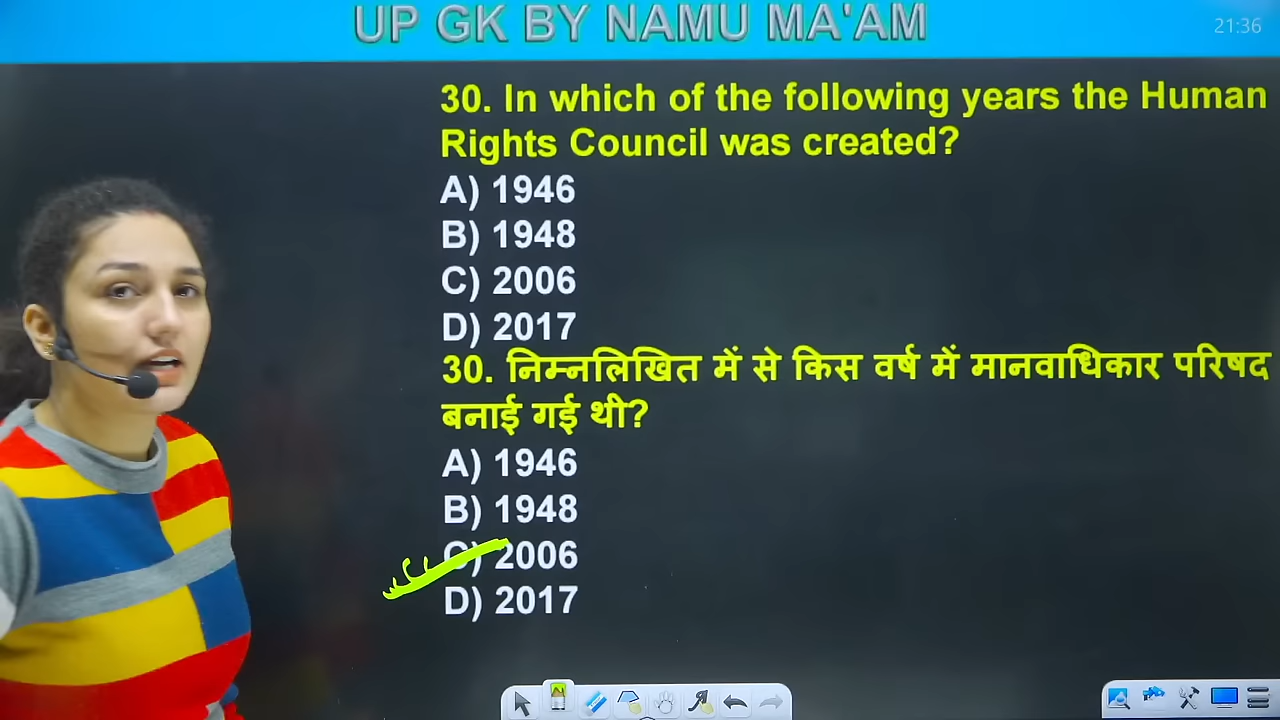 UP GK BY NAMU MA'AM
21:36
30. In which of the following years the Human
Rights Council was created?
A) 1946
B) 1948
C) 2006
D) 2017
30. निम्नलिखित में से किस वर्ष में मानवाधिकार परिषद
बनाई गई थी?
A) 1946
B) 1948
C) 2006
D) 2017